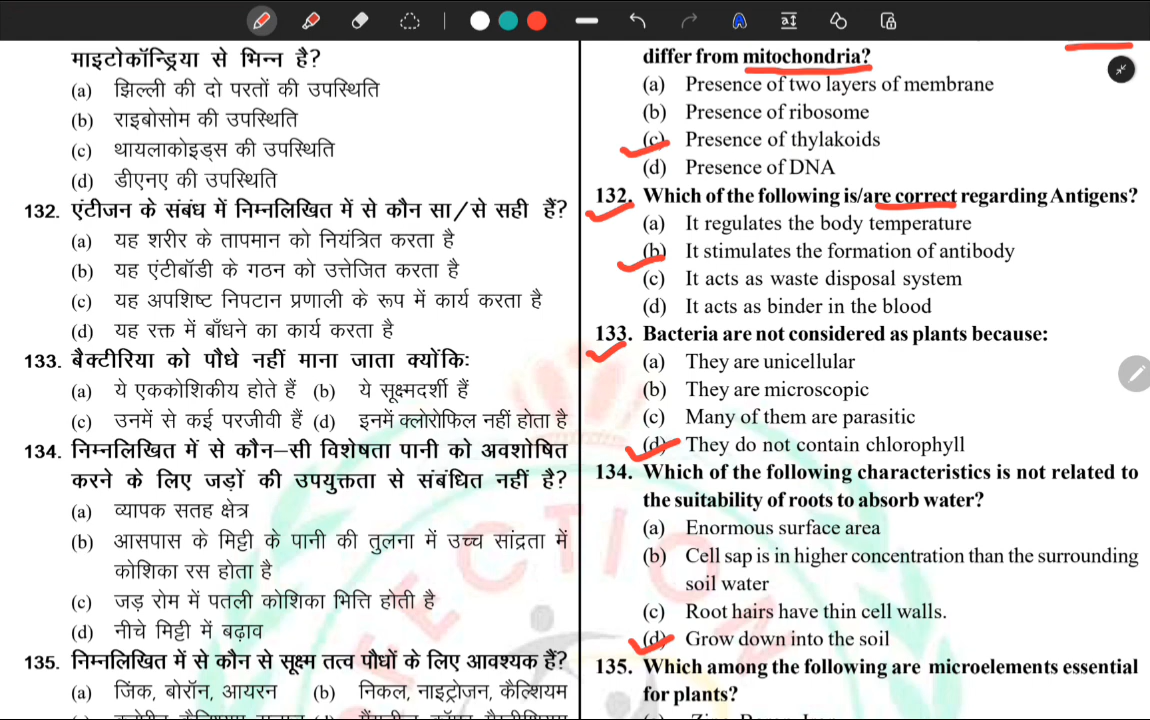 माइटोकॉन्ड्रिया से भिन्न है?
(a) झिल्ली की दो परतों की उपस्थिति
(b) राइबोसोम की उपस्थिति
(c) थायलाकोइड्स की उपस्थिति
(d) डीएनए की उपस्थिति
132. एंटीजन के संबंध में निम्नलिखित में से कौन सा/से सही हैं?
(a) यह शरीर के तापमान को नियंत्रित करता है
(b) यह एंटीबॉडी के गठन को उत्तेजित करता है
(c) यह अपशिष्ट निपटान प्रणाली के रूप में कार्य करता है
(d) यह रक्त में बाँधने का कार्य करता है
133. बैक्टीरिया को पौधे नहीं माना जाता क्योंकिः
(a) ये एककोशिकीय होते हैं (b) ये सूक्ष्मदर्शी हैं
(c) उनमें से कई परजीवी हैं (d) इनमें क्लोरोफिल नहीं होता है
134. निम्नलिखित में से कौन–सी विशेषता पानी को अवशोषित
करने के लिए जड़ों की उपयुक्तता से संबंधित नहीं है?
(a) व्यापक सतह क्षेत्र
(b) आसपास के मिट्टी के पानी की तुलना में उच्च सांद्रता में
कोशिका रस होता है
(c) जड़ रोम में पतली कोशिका भित्ति होती है
(d) नीचे मिट्टी में बढ़ाव
135. निम्नलिखित में से कौन से सूक्ष्म तत्व पौधों के लिए आवश्यक हैं?
(a) जिंक, बोरॉन, आयरन (b) निकल, नाइट्रोजन, कैल्शियम
differ from mitochondria?
(a) Presence of two layers of membrane
(b) Presence of ribosome
(c) Presence of thylakoids
(d) Presence of DNA
132. Which of the following is/are correct regarding Antigens?
(a) It regulates the body temperature
(b) It stimulates the formation of antibody
(c) It acts as waste disposal system
(d) It acts as binder in the blood
133. Bacteria are not considered as plants because:
(a) They are unicellular
(b) They are microscopic
(c) Many of them are parasitic
(d) They do not contain chlorophyll
134. Which of the following characteristics is not related to
the suitability of roots to absorb water?
(a) Enormous surface area
(b) Cell sap is in higher concentration than the surrounding
soil water
(c) Root hairs have thin cell walls.
(d) Grow down into the soil
135. Which among the following are microelements essential
for plants?